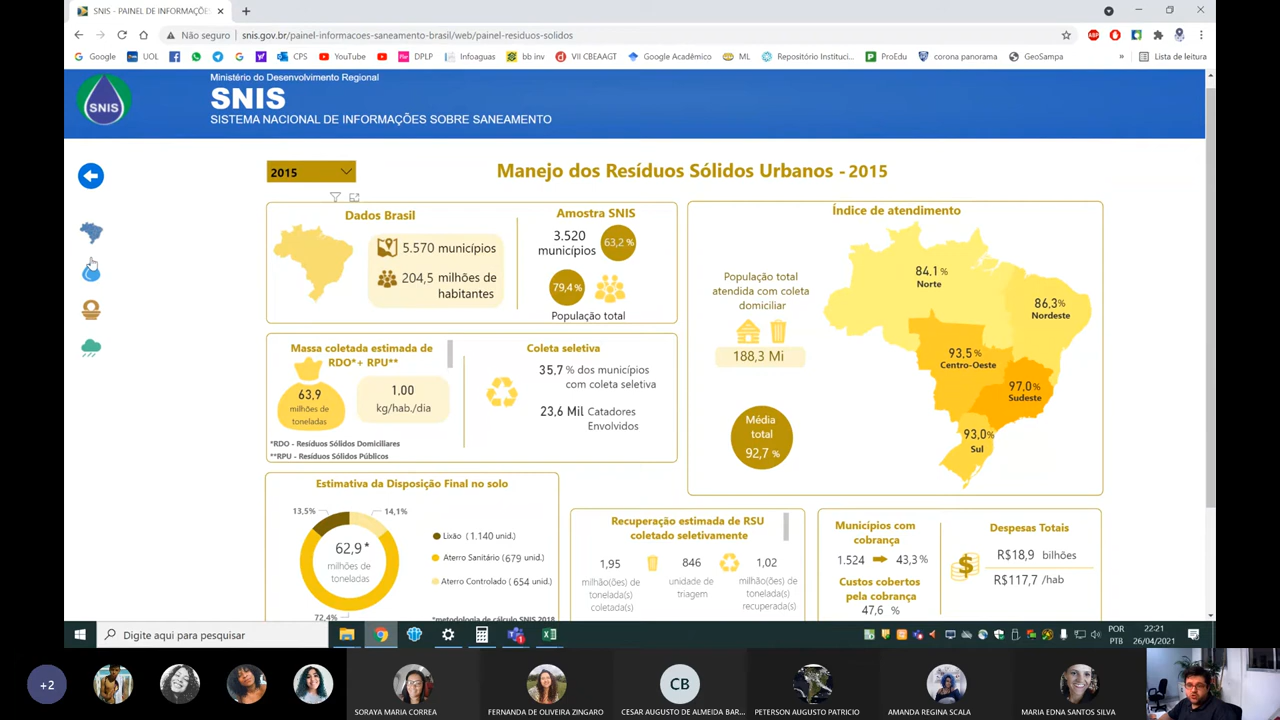 SNIS - PAINEL DE INFORMAÇÕES
Não seguro
snis.gov.br/painel-informacoes-saneamento-brasil/web/painel-residuos-solidos
Google
UOL
CPS
YouTube
DPLP
Infoaguas
bb inv
VII CBEAAGT
Google Acadêmico
ML
Repositório Instituci...
ProEdu
corona panorama
GeoSampa
»
Lista de leitura
Ministério do Desenvolvimento Regional
SNIS
SNIS
SISTEMA NACIONAL DE INFORMAÇÕES SOBRE SANEAMENTO
2015
Manejo dos Resíduos Sólidos Urbanos - 2015
Dados Brasil
5.570 municípios
204,5 milhões de
habitantes
Amostra SNIS
3.520
municípios
63,2 %
79,4 %
População total
Índice de atendimento
População total
atendida com coleta
domiciliar
188,3 Mi
Média
total
92,7 %
84,1 %
Norte
86,3%
Nordeste
93,5 %
Centro-Oeste
97,0%
Sudeste
93,0%
Sul
Massa coletada estimada de
RDO*+ RPU**
63,9
milhões de
toneladas
1,00
kg/hab./dia
*RDO - Resíduos Sólidos Domiciliares
**RPU - Resíduos Sólidos Públicos
Coleta seletiva
35,7 % dos municípios
com coleta seletiva
23,6 Mil Catadores
Envolvidos
Estimativa da Disposição Final no solo
13,5%
14,1%
62,9 *
milhões de
toneladas
72,4%
Lixão (1.140 unid.)
Aterro Sanitário (679 unid.)
Aterro Controlado (654 unid.)
*metodologia de cálculo SNIS 2018
Recuperação estimada de RSU
coletado seletivamente
1,95
milhão(ões) de
tonelada(s)
coletada(s)
846
unidade de
triagem
1,02
milhão(ões) de
tonelada(s)
recuperada(s)
Municípios com
cobrança
1.524
43,3%
Custos cobertos
pela cobrança
47,6 %
Despesas Totais
R$18,9 bilhões
R$117,7 /hab
Digite aqui para pesquisar
POR
PTB
22:21
26/04/2021
+2
SORAYA MARIA CORREA
FERNANDA DE OLIVEIRA ZINGARO
CB
CESAR AUGUSTO DE ALMEIDA BAR...
PETERSON AUGUSTO PATRICIO
AMANDA REGINA SCALA
MARIA EDNA SANTOS SILVA